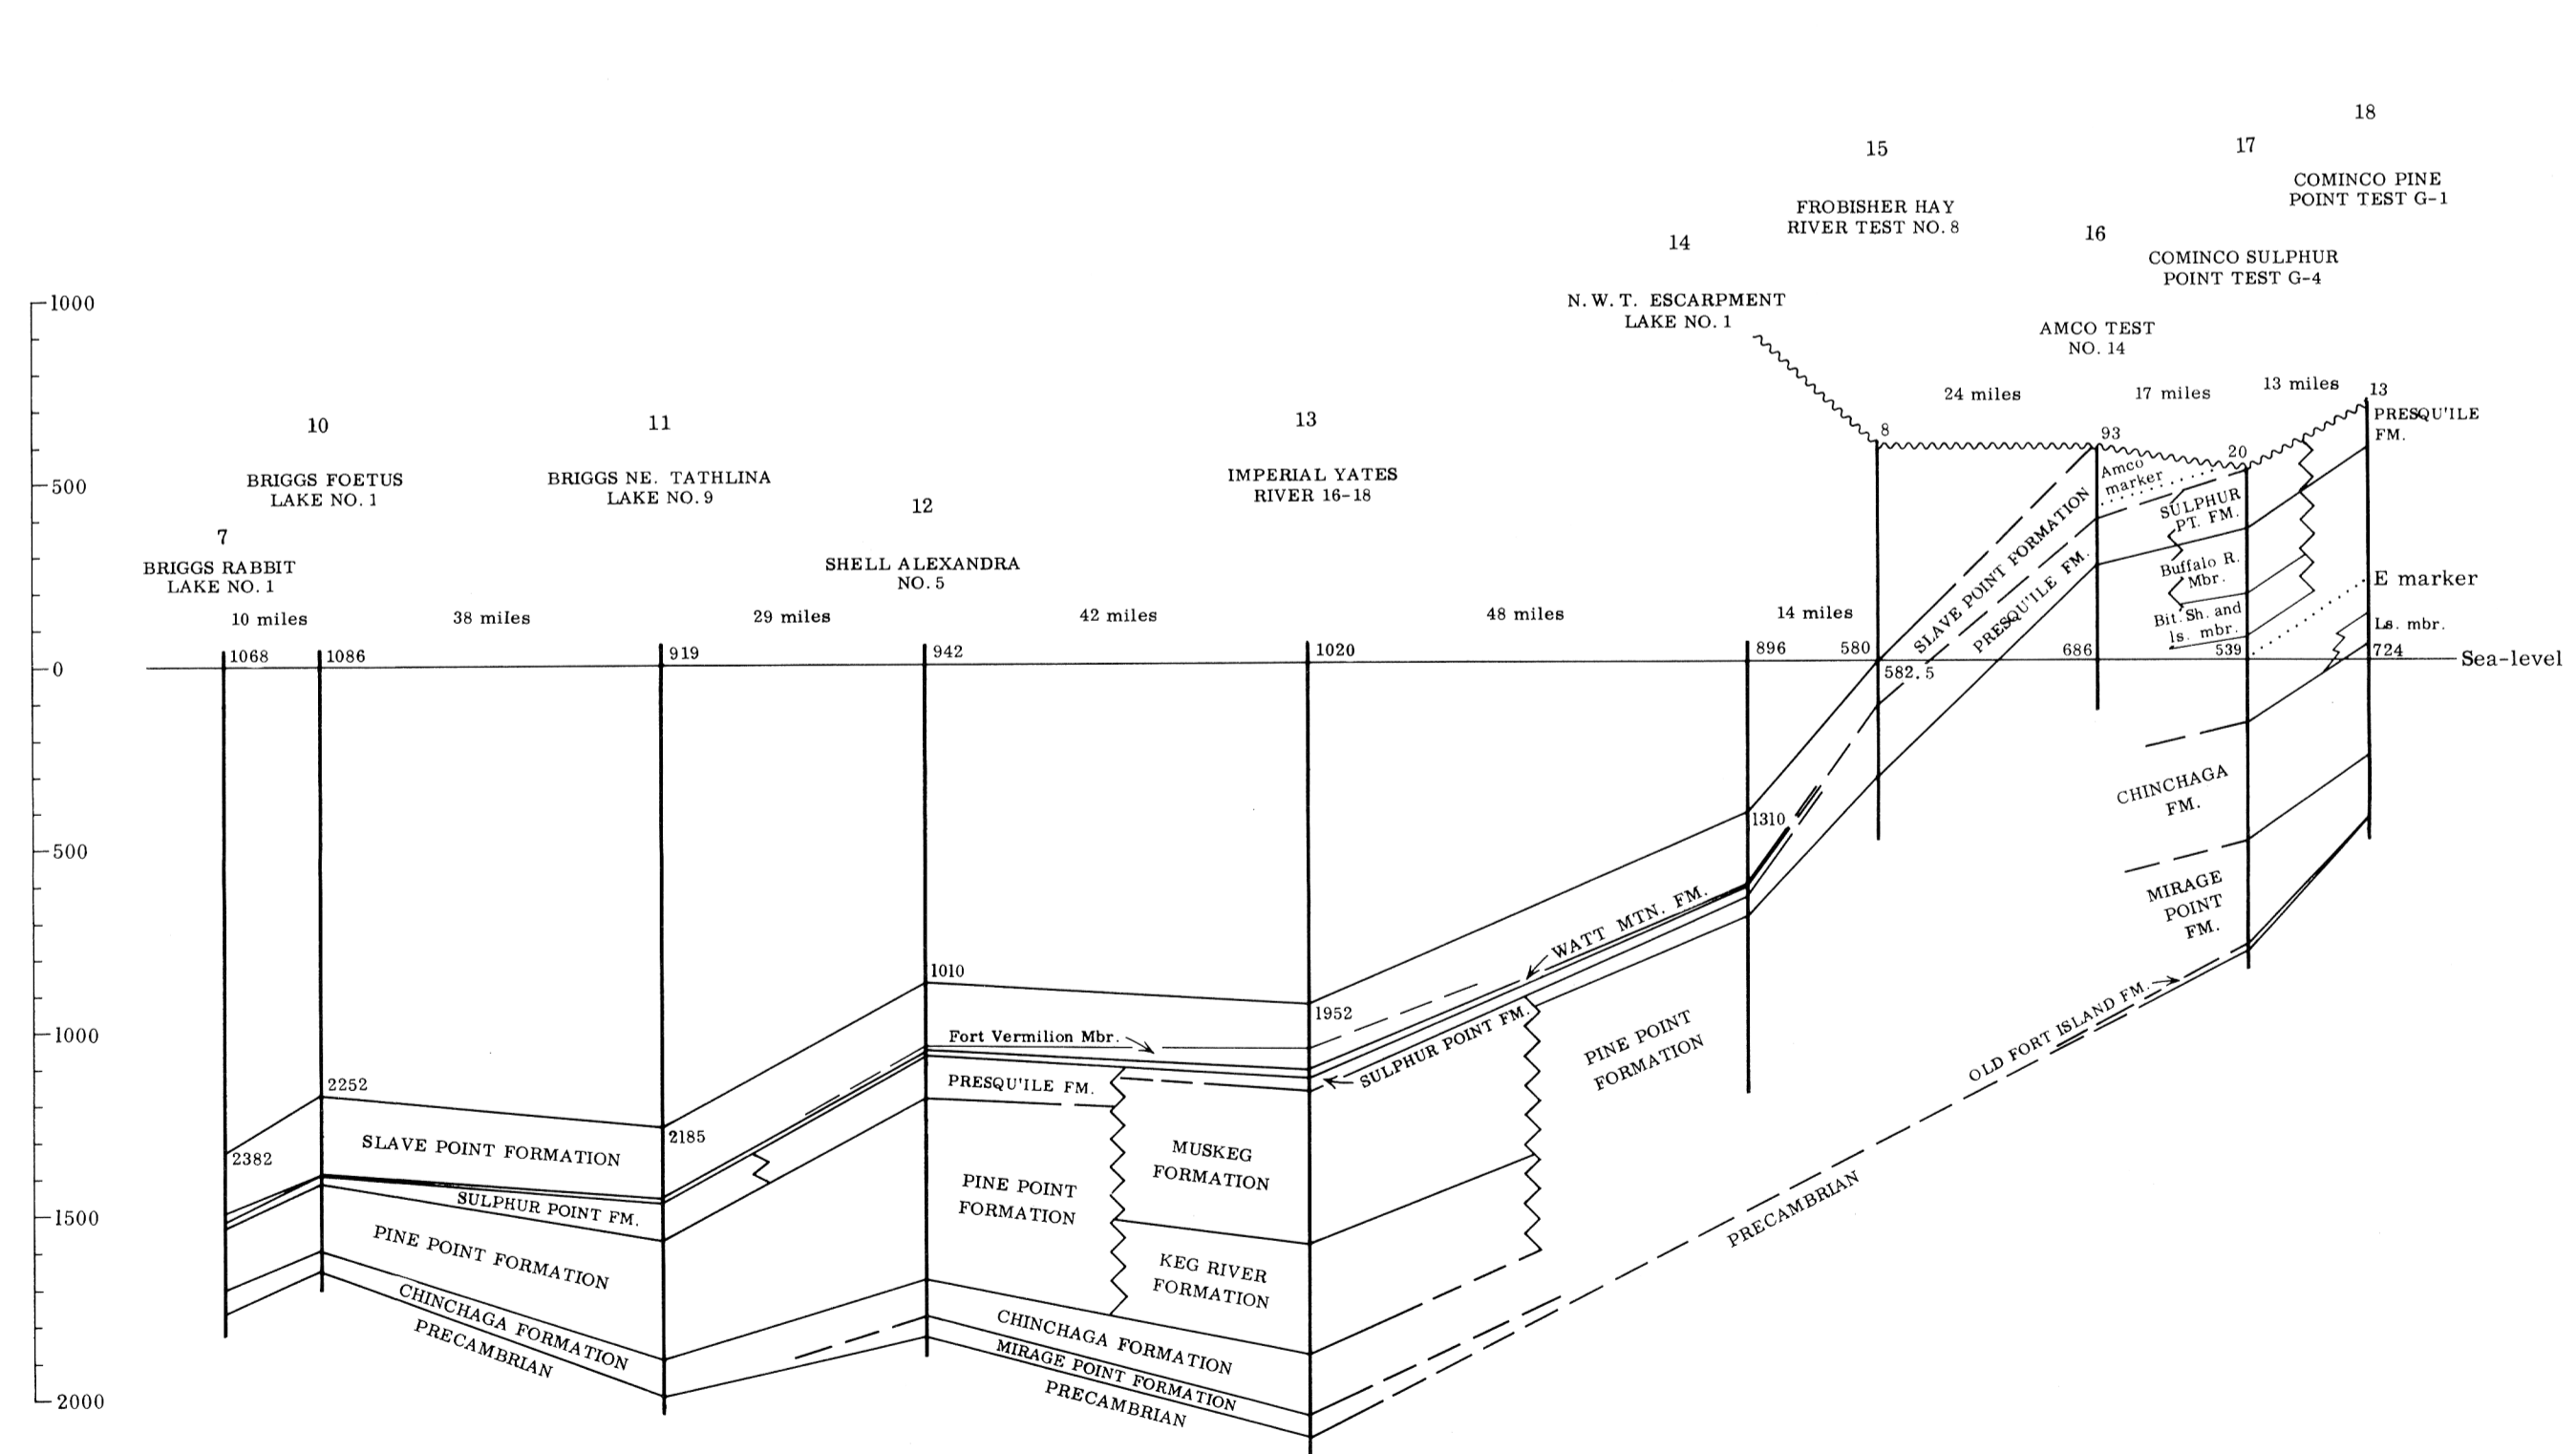 18
15
17
COMINCO PINE
POINT TEST G-1
FROBISHER HAY
RIVER TEST NO. 8
14
16
COMINCO SULPHUR
POINT TEST G-4
N.W.T. ESCARPMENT
LAKE NO. 1
AMCO TEST
NO. 14
24 miles
17 miles
13 miles
13
10
11
13
BRIGGS FOETUS
LAKE NO. 1
BRIGGS NE. TATHLINA
LAKE NO. 9
12
IMPERIAL YATES
RIVER 16-18
7
BRIGGS RABBIT
LAKE NO. 1
SHELL ALEXANDRA
NO. 5
10 miles
38 miles
29 miles
42 miles
48 miles
14 miles
1000
500
0
500
1000
1500
2000
1068
1086
919
942
1020
896
580
582.5
686
539
724
Sea-level
8
93
20
PRESQU'ILE
FM.
Amco
marker
SULPHUR
PT. FM.
Buffalo R.
Mbr.
Bit. Sh. and
ls. mbr.
E marker
Ls. mbr.
SLAVE POINT FORMATION
PRESQU'ILE FM.
CHINCHAGA
FM.
MIRAGE
POINT
FM.
1310
1010
1952
2252
2185
2382
WATT MTN. FM.
Fort Vermilion Mbr.
PRESQU'ILE FM.
SULPHUR POINT FM.
PINE POINT
FORMATION
OLD FORT ISLAND FM.
SLAVE POINT FORMATION
SULPHUR POINT FM.
PINE POINT FORMATION
CHINCHAGA FORMATION
PRECAMBRIAN
PINE POINT
FORMATION
MUSKEG
FORMATION
KEG RIVER
FORMATION
CHINCHAGA FORMATION
MIRAGE POINT FORMATION
PRECAMBRIAN
PRECAMBRIAN